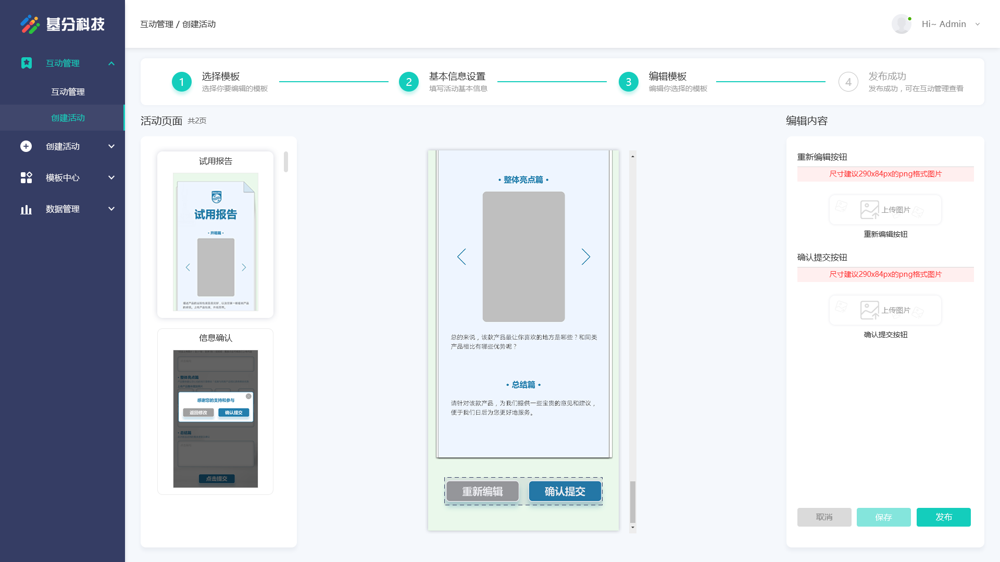 基分科技
互动管理
互动管理
创建活动
创建活动
模板中心
数据管理
互动管理 / 创建活动
Hi~ Admin
1
选择模板
选择你要编辑的模板
2
基本信息设置
填写活动基本信息
3
编辑模板
编辑你选择的模板
4
发布成功
发布成功，可在互动管理查看
活动页面 共2页
试用报告
试用报告
• 开箱篇 •
信息确认
• 整体亮点篇
感谢您的支持和参与
返回修改 确认提交
• 总结篇
点击提交
• 整体亮点篇 •
总的来说，该款产品最让你喜欢的地方是哪些？和同类
产品相比有哪些优势呢？
• 总结篇 •
请针对该款产品，为我们提供一些宝贵的意见和建议，
便于我们日后为您更好地服务。
重新编辑 确认提交
编辑内容
重新编辑按钮
尺寸建议290x84px的png格式图片
上传图片
重新编辑按钮
确认提交按钮
尺寸建议290x84px的png格式图片
上传图片
确认提交按钮
取消 保存 发布